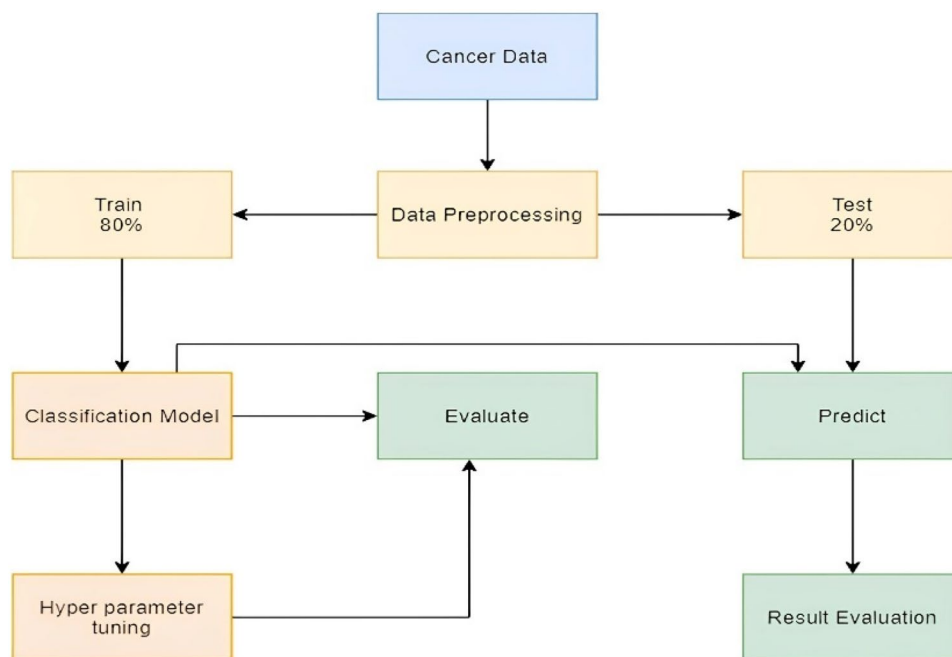 Cancer Data
Train
80%
Data Preprocessing
Test
20%
Classification Model
Evaluate
Predict
Hyper parameter
tuning
Result Evaluation